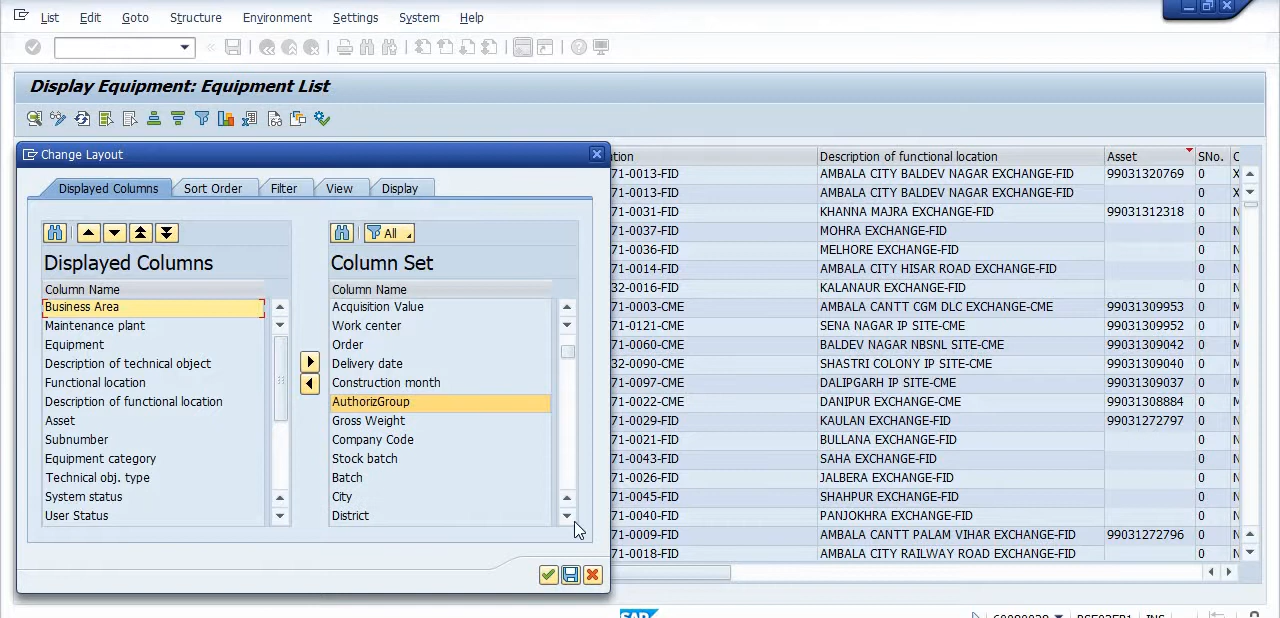 List Edit Goto Structure Environment Settings System Help
Display Equipment: Equipment List
Change Layout
Displayed Columns Sort Order Filter View Display
All
Displayed Columns
Column Name
Business Area
Maintenance plant
Equipment
Description of technical object
Functional location
Description of functional location
Asset
Subnumber
Equipment category
Technical obj. type
System status
User Status
Column Set
Column Name
Acquisition Value
Work center
Order
Delivery date
Construction month
AuthorizGroup
Gross Weight
Company Code
Stock batch
Batch
City
District
Description of functional location Asset SNo.
71-0013-FID AMBALA CITY BALDEV NAGAR EXCHANGE-FID 99031320769 0
71-0013-FID AMBALA CITY BALDEV NAGAR EXCHANGE-FID 0
71-0031-FID KHANNA MAJRA EXCHANGE-FID 99031312318 0
71-0037-FID MOHRA EXCHANGE-FID 0
71-0036-FID MELHORE EXCHANGE-FID 0
71-0014-FID AMBALA CITY HISAR ROAD EXCHANGE-FID 0
32-0016-FID KALANAUR EXCHANGE-FID 0
71-0003-CME AMBALA CANTT CGM DLC EXCHANGE-CME 99031309953 0
71-0121-CME SENA NAGAR IP SITE-CME 99031309952 0
71-0060-CME BALDEV NAGAR NBSNL SITE-CME 99031309042 0
32-0090-CME SHASTRI COLONY IP SITE-CME 99031309040 0
71-0097-CME DALIPGARH IP SITE-CME 99031309037 0
71-0022-CME DANIPUR EXCHANGE-CME 99031308884 0
71-0029-FID KAULAN EXCHANGE-FID 99031272797 0
71-0021-FID BULLANA EXCHANGE-FID 0
71-0043-FID SAHA EXCHANGE-FID 0
71-0026-FID JALBERA EXCHANGE-FID 0
71-0045-FID SHAHPUR EXCHANGE-FID 0
71-0040-FID PANJOKHRA EXCHANGE-FID 0
71-0009-FID AMBALA CANTT PALAM VIHAR EXCHANGE-FID 99031272796 0
71-0018-FID AMBALA CITY RAILWAY ROAD EXCHANGE-FID 0
SAP